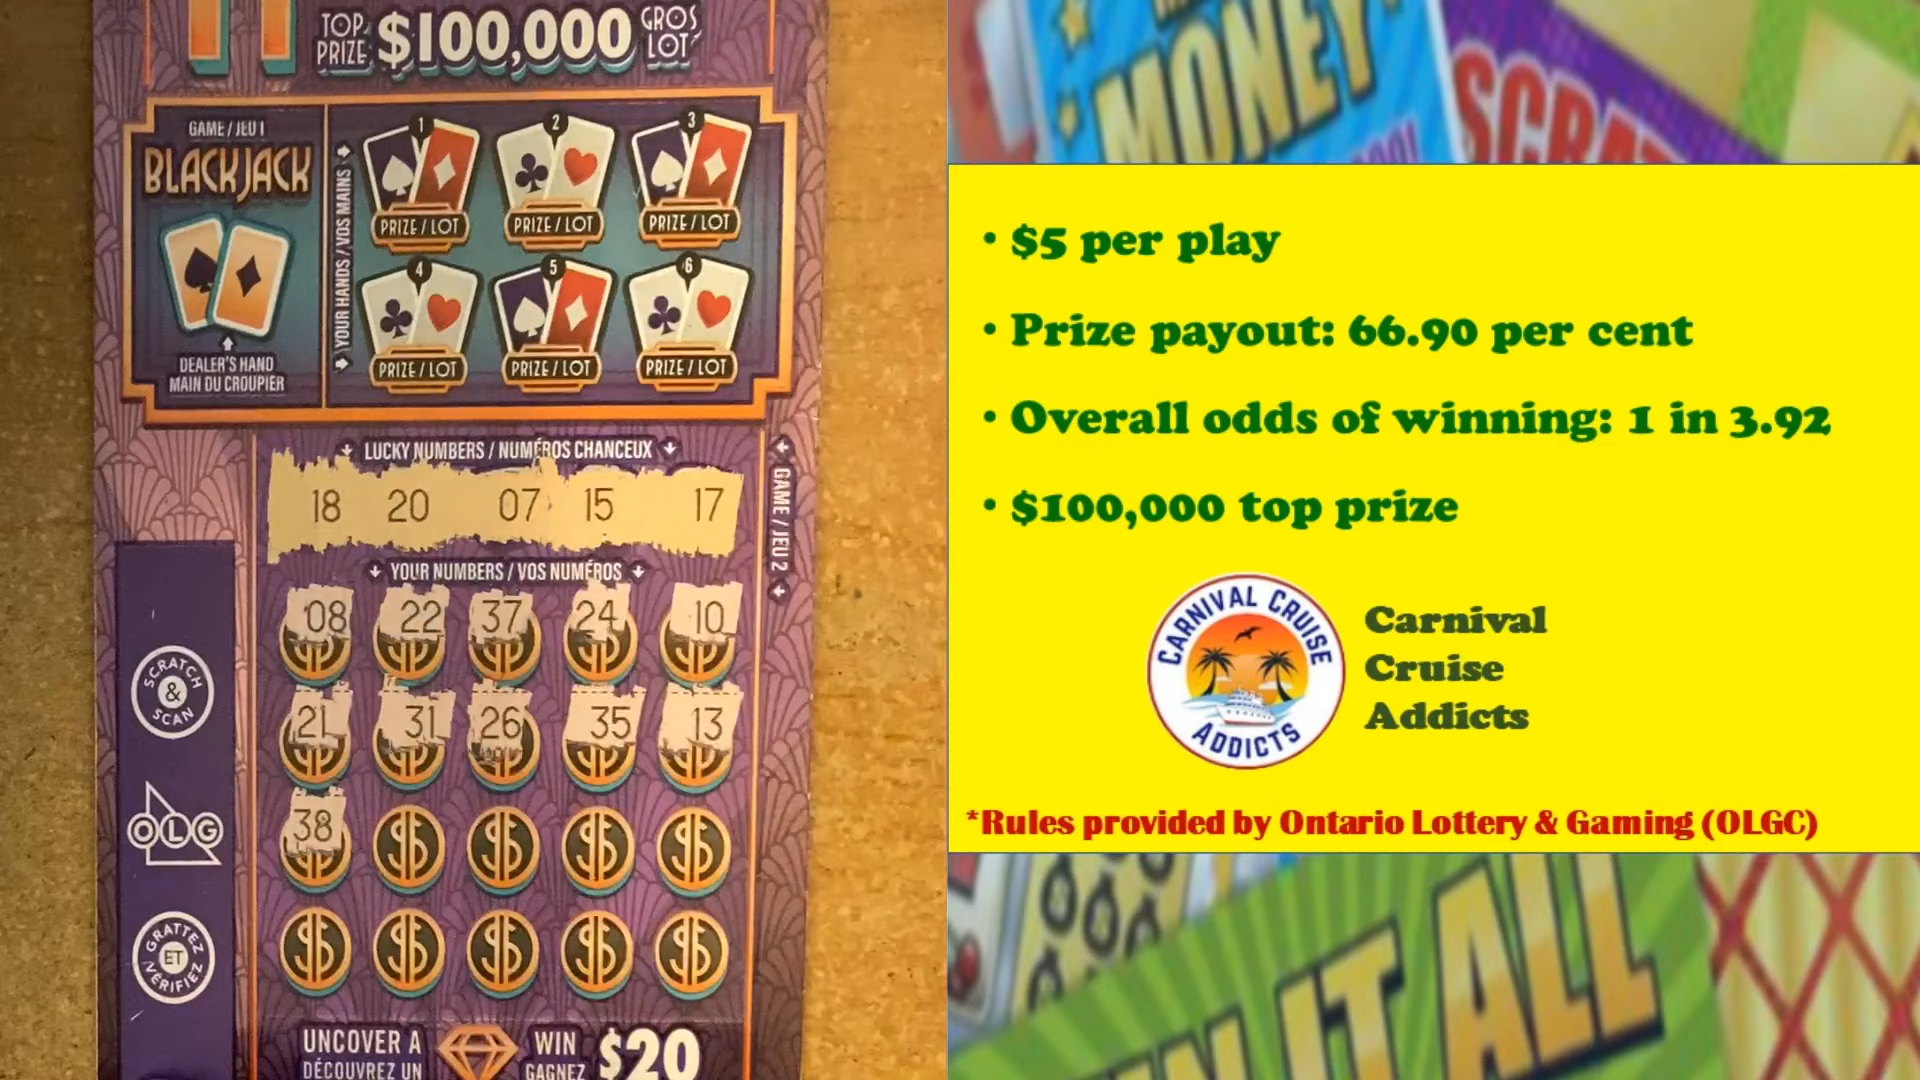 TOP PRIZE $100,000 GROS LOT
GAME / JEU 1
BLACKJACK
DEALER'S HAND
MAIN DU CROUPIER
YOUR HANDS / VOS MAINS
1
2
3
PRIZE / LOT
PRIZE / LOT
PRIZE / LOT
4
5
6
PRIZE / LOT
PRIZE / LOT
PRIZE / LOT
LUCKY NUMBERS / NUMÉROS CHANCEUX
18 20 07 15 17
GAME / JEU 2
YOUR NUMBERS / VOS NUMÉROS
08 22 37 24 10
21 31 26 35 13
38
SCRATCH & SCAN
OLG
GRATTEZ ET VÉRIFIEZ
UNCOVER A WIN $20
DÉCOUVREZ UN GAGNEZ
MONEY
• $5 per play
• Prize payout: 66.90 per cent
• Overall odds of winning: 1 in 3.92
• $100,000 top prize
CARNIVAL CRUISE
ADDICTS
Carnival
Cruise
Addicts
*Rules provided by Ontario Lottery & Gaming (OLGC)
IT ALL